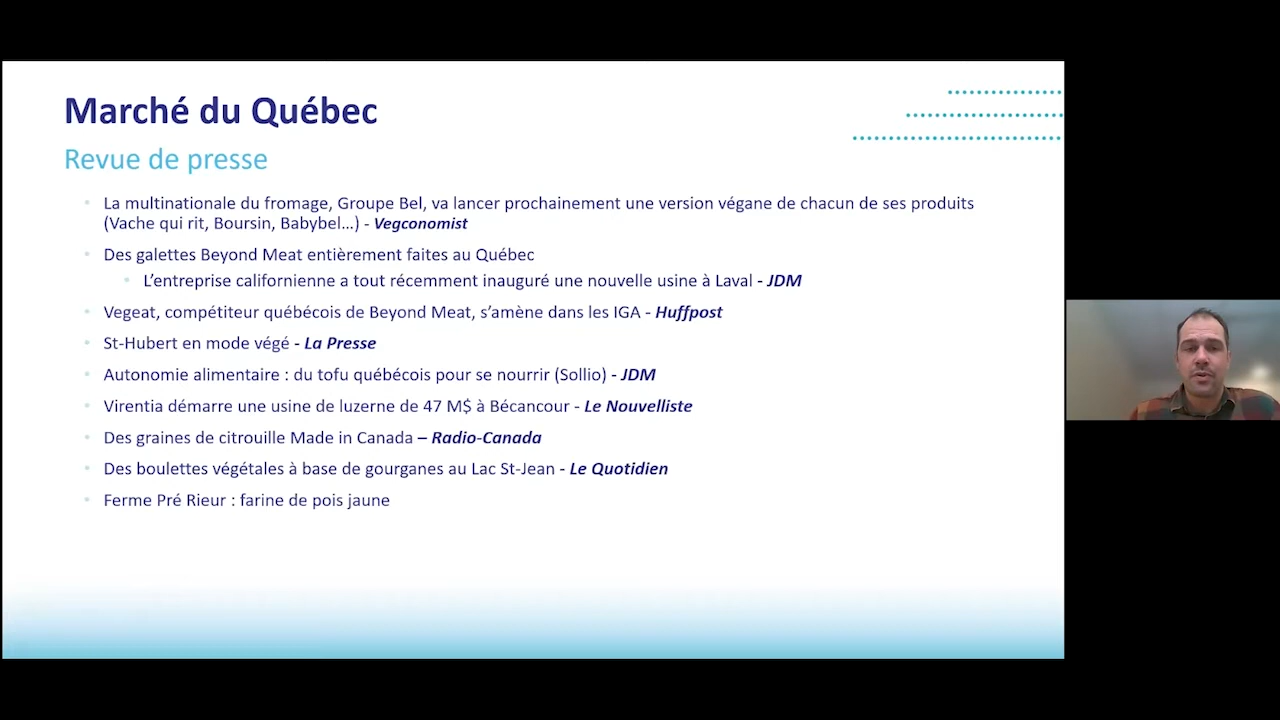 Marché du Québec
Revue de presse
• La multinationale du fromage, Groupe Bel, va lancer prochainement une version végane de chacun de ses produits
(Vache qui rit, Boursin, Babybel…) - Vegconomist
• Des galettes Beyond Meat entièrement faites au Québec
• L’entreprise californienne a tout récemment inauguré une nouvelle usine à Laval - JDM
• Vegeat, compétiteur québécois de Beyond Meat, s’amène dans les IGA - Huffpost
• St-Hubert en mode végé - La Presse
• Autonomie alimentaire : du tofu québécois pour se nourrir (Sollio) - JDM
• Virentia démarre une usine de luzerne de 47 M$ à Bécancour - Le Nouvelliste
• Des graines de citrouille Made in Canada – Radio-Canada
• Des boulettes végétales à base de gourganes au Lac St-Jean - Le Quotidien
• Ferme Pré Rieur : farine de pois jaune